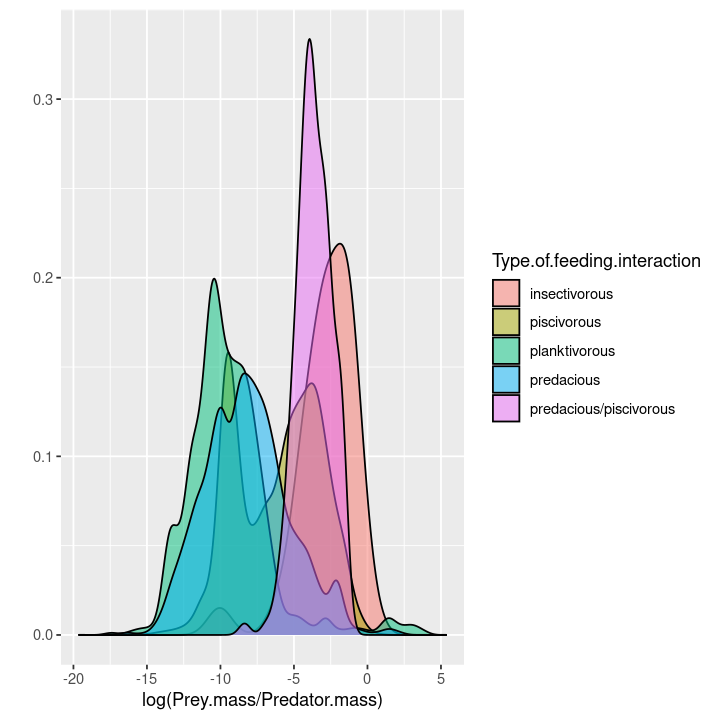 0.3
0.2
0.1
0.0
-20 -15 -10 -5 0 5
log(Prey.mass/Predator.mass)
Type.of.feeding.interaction
insectivorous
piscivorous
planktivorous
predacious
predacious/piscivorous